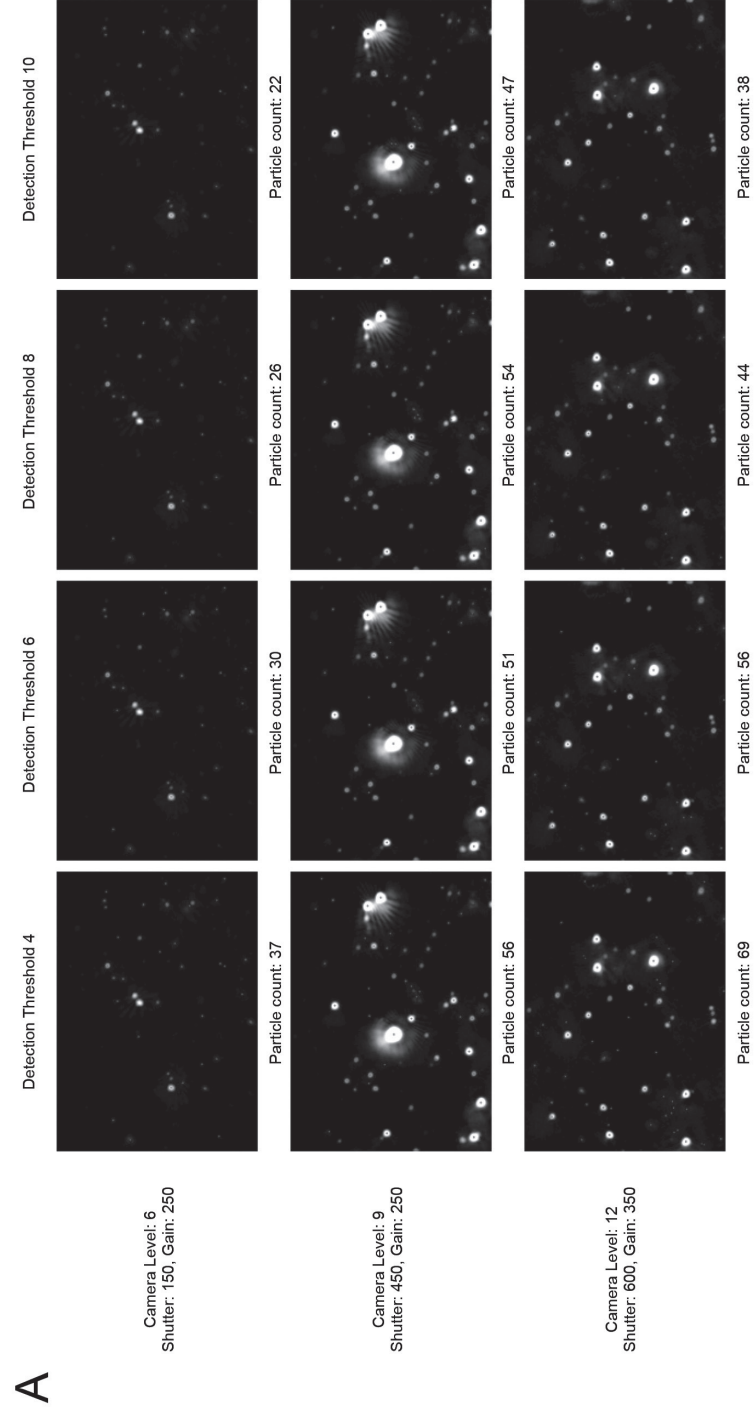 A
Detection Threshold 4
Detection Threshold 6
Detection Threshold 8
Detection Threshold 10
Camera Level: 6
Shutter: 150, Gain: 250
Particle count: 37
Particle count: 30
Particle count: 26
Particle count: 22
Camera Level: 9
Shutter: 450, Gain: 250
Particle count: 56
Particle count: 51
Particle count: 54
Particle count: 47
Camera Level: 12
Shutter: 600, Gain: 350
Particle count: 69
Particle count: 56
Particle count: 44
Particle count: 38